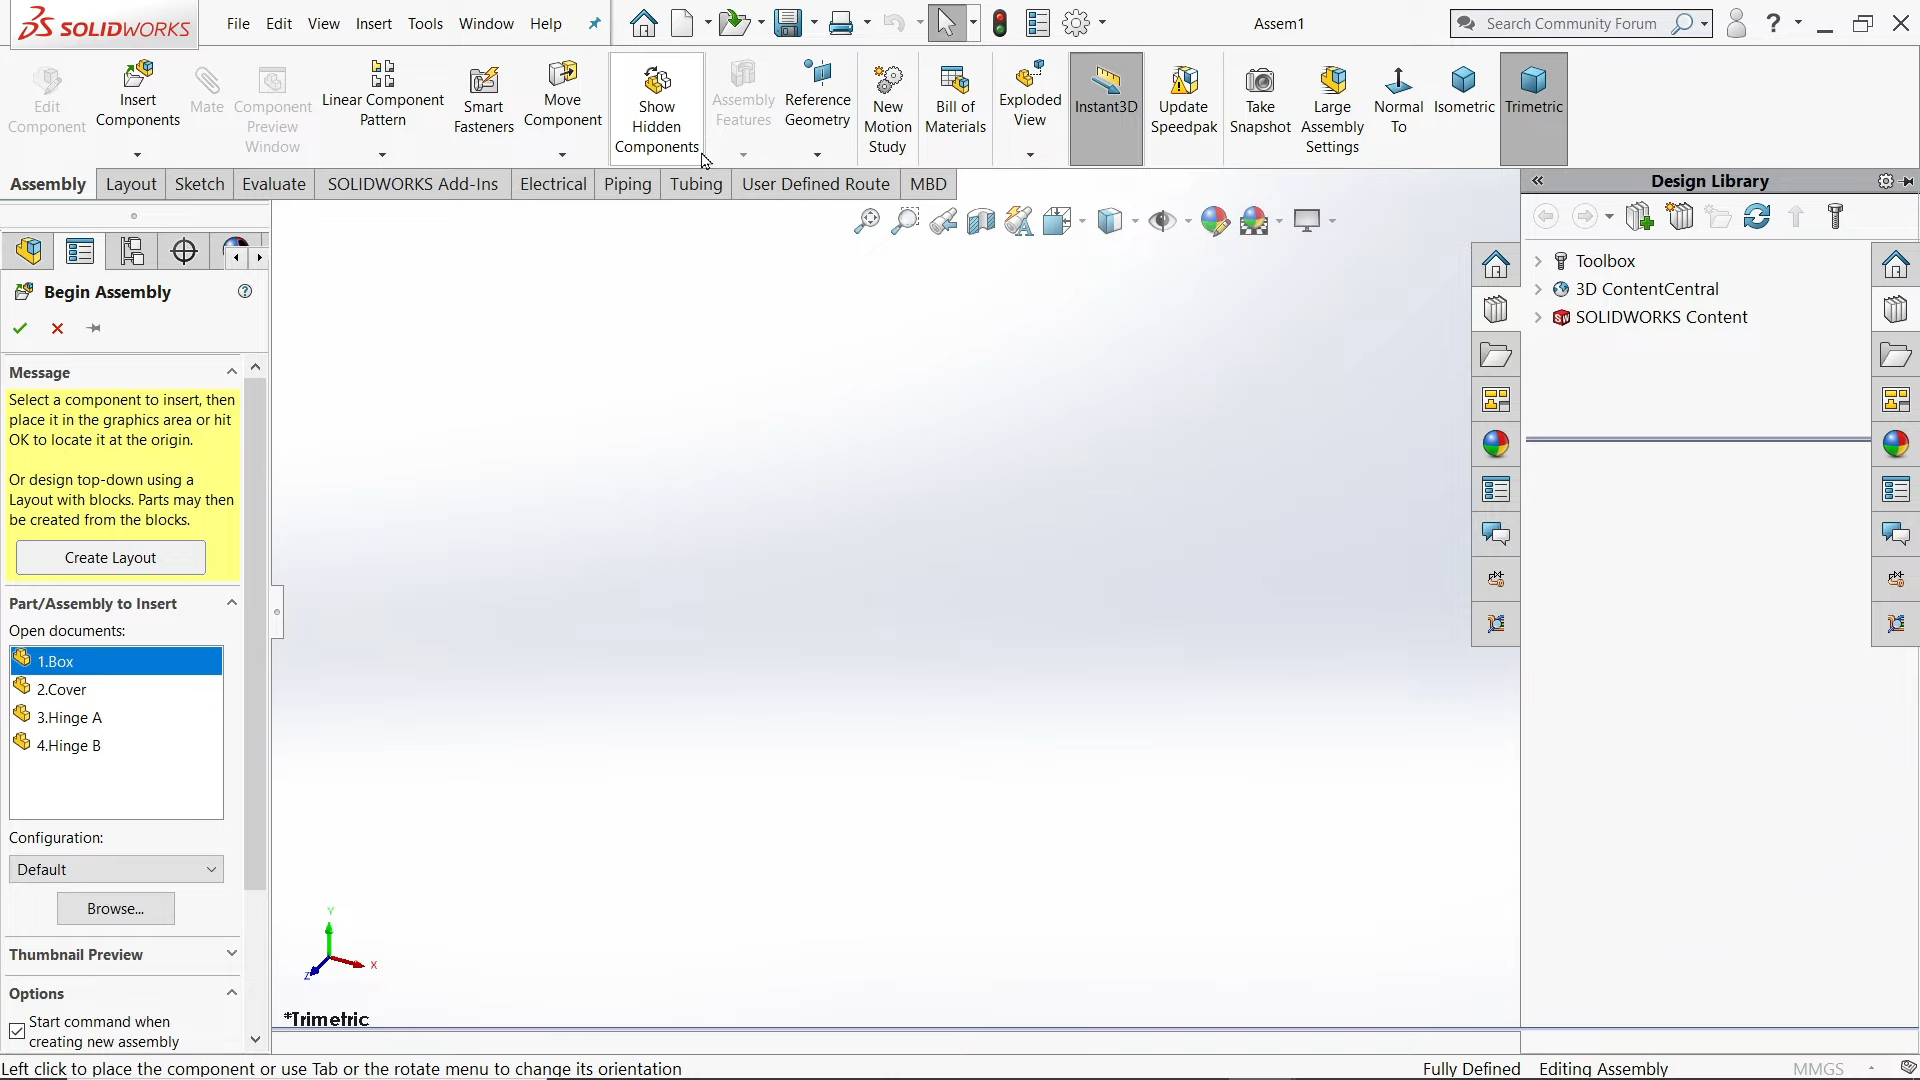 SOLIDWORKS
File Edit View Insert Tools Window Help
Assem1
Search Community Forum
?
Edit
Component
Insert
Components
Mate
Component
Preview
Window
Linear Component
Pattern
Smart
Fasteners
Move
Component
Show
Hidden
Components
Assembly
Features
Reference
Geometry
New
Motion
Study
Bill of
Materials
Exploded
View
Instant3D
Update
Speedpak
Take
Snapshot
Large
Assembly
Settings
Normal
To
Isometric
Trimetric
Assembly Layout Sketch Evaluate SOLIDWORKS Add-Ins Electrical Piping Tubing User Defined Route MBD
Design Library
Toolbox
3D ContentCentral
SOLIDWORKS Content
Begin Assembly
Message
Select a component to insert, then
place it in the graphics area or hit
OK to locate it at the origin.
Or design top-down using a
Layout with blocks. Parts may then
be created from the blocks.
Create Layout
Part/Assembly to Insert
Open documents:
1.Box
2.Cover
3.Hinge A
4.Hinge B
Configuration:
Default
Browse...
Thumbnail Preview
Options
Start command when
creating new assembly
Y
X
Z
*Trimetric
Left click to place the component or use Tab or the rotate menu to change its orientation
Fully Defined Editing Assembly MMGS